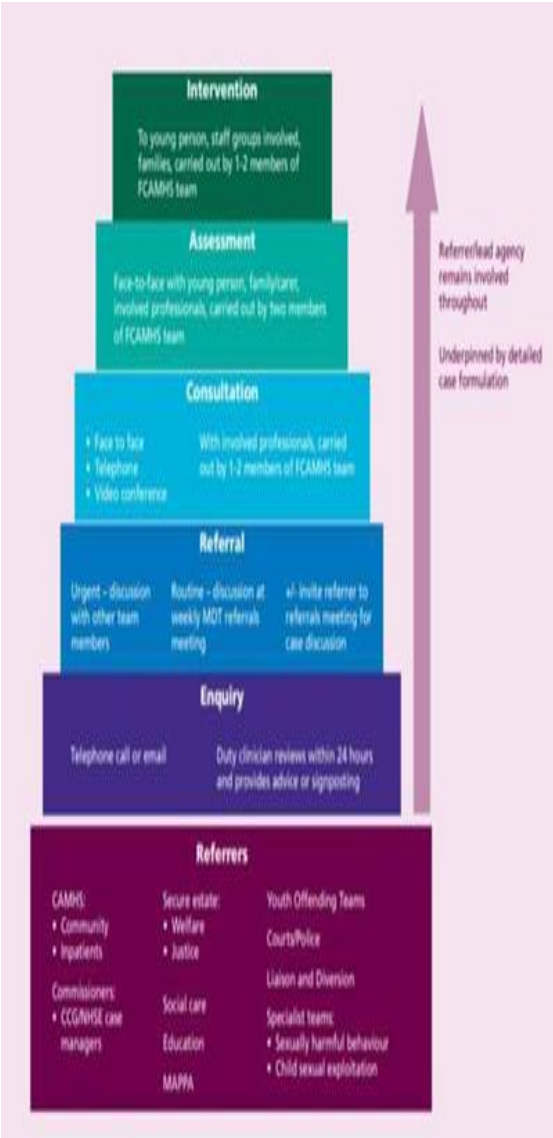 Intervention
To young person, staff groups involved,
families, carried out by 1-2 members of
FCAMHS team
Assessment
Face-to-face with young person, family/carer,
involved professionals, carried out by two members
of FCAMHS team
Consultation
• Face to face
• Telephone
• Video conference
With involved professionals, carried
out by 1-2 members of FCAMHS team
Referral
Urgent – discussion
with other team
members
Routine – discussion at
weekly MDT referrals
meeting
+/- Invite referrer to
referrals meeting for
case discussion
Enquiry
Telephone call or email
Duty clinician reviews within 24 hours
and provides advice or signposting
Referrers
CAMHS:
• Community
• Inpatients
Commissioners:
• CCG/NHSE case
managers
Secure estate:
• Welfare
• Justice
Social care
Education
MAPPA
Youth Offending Teams
Courts/Police
Liaison and Diversion
Specialist teams:
• Sexually harmful behaviour
• Child sexual exploitation
Referrer/lead agency
remains involved
throughout
Underpinned by detailed
case formulation